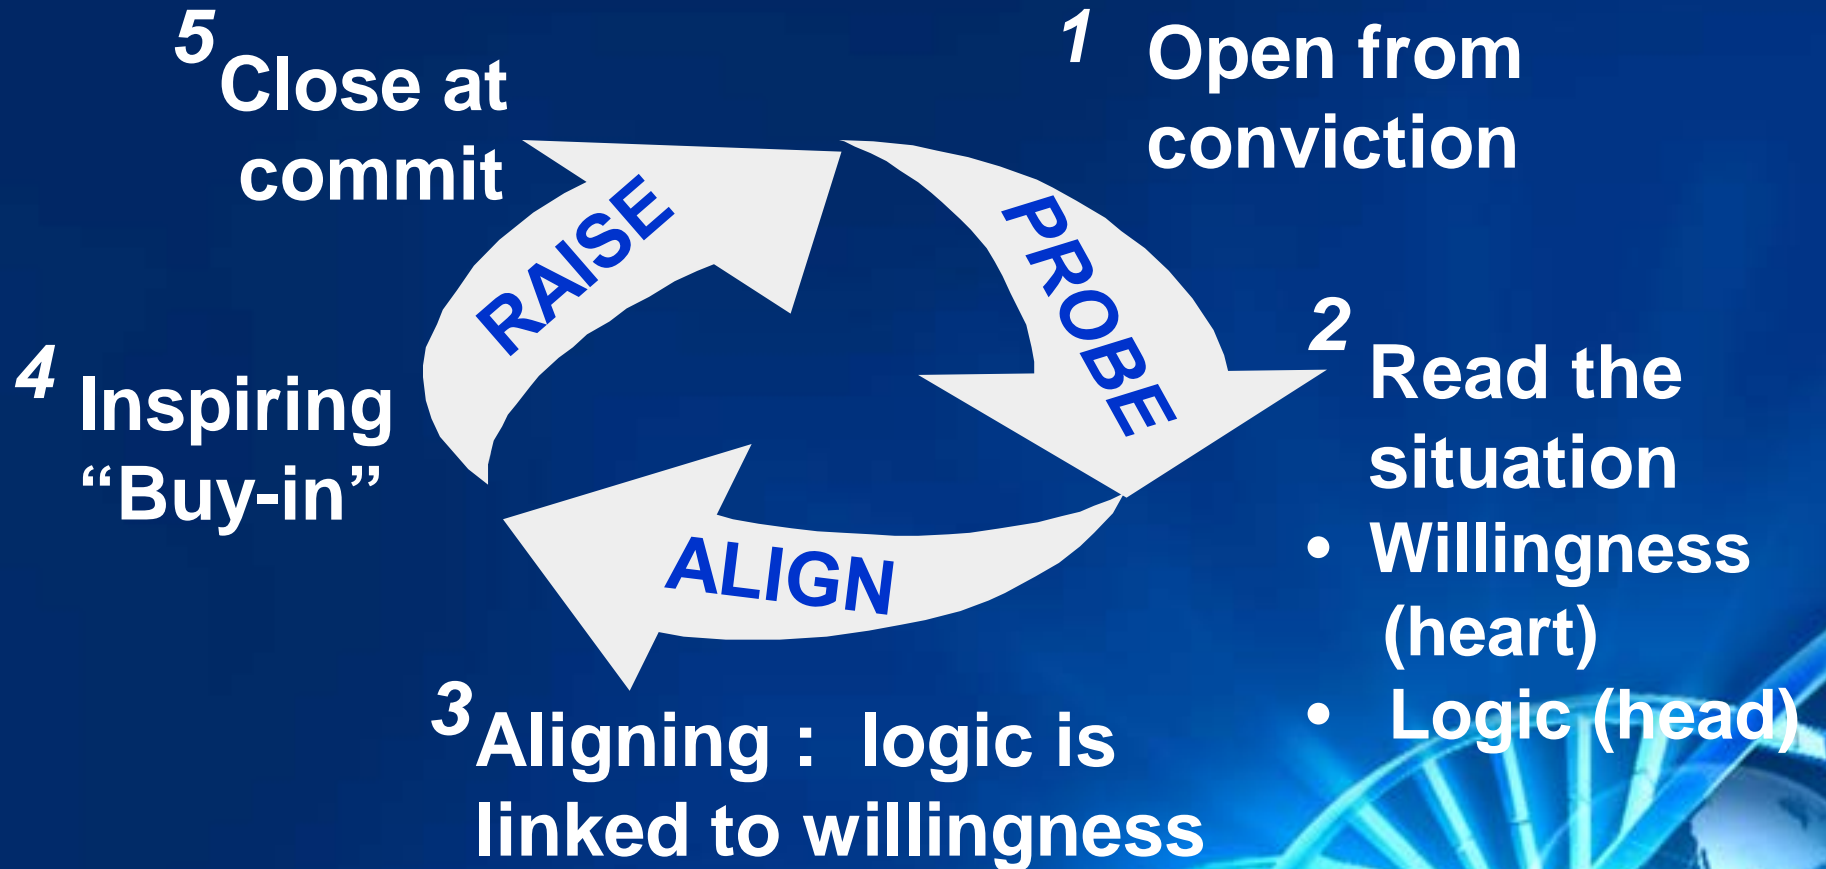 1 Open from
conviction
PROBE
2 Read the
situation
• Willingness
(heart)
• Logic (head)
ALIGN
3 Aligning : logic is
linked to willingness
4 Inspiring
“Buy-in”
RAISE
5 Close at
commit